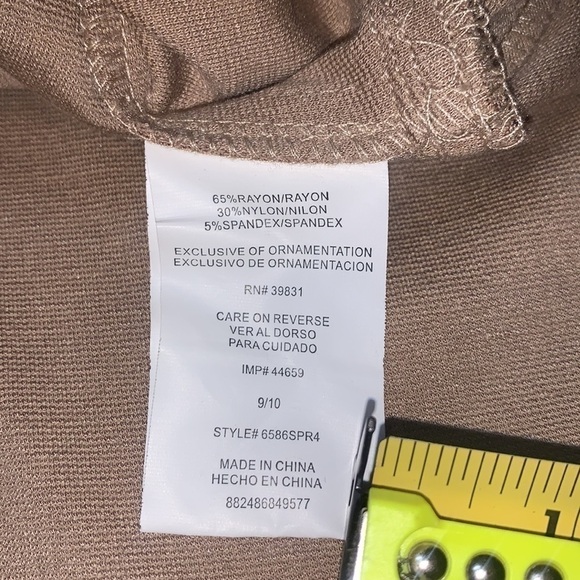 65%RAYON/RAYON
30%NYLON/NILON
5%SPANDEX/SPANDEX
EXCLUSIVE OF ORNAMENTATION
EXCLUSIVO DE ORNAMENTACION
RN# 39831
CARE ON REVERSE
VER AL DORSO
PARA CUIDADO
IMP# 44659
9/10
STYLE# 6586SPR4
MADE IN CHINA
HECHO EN CHINA
882486849577
1